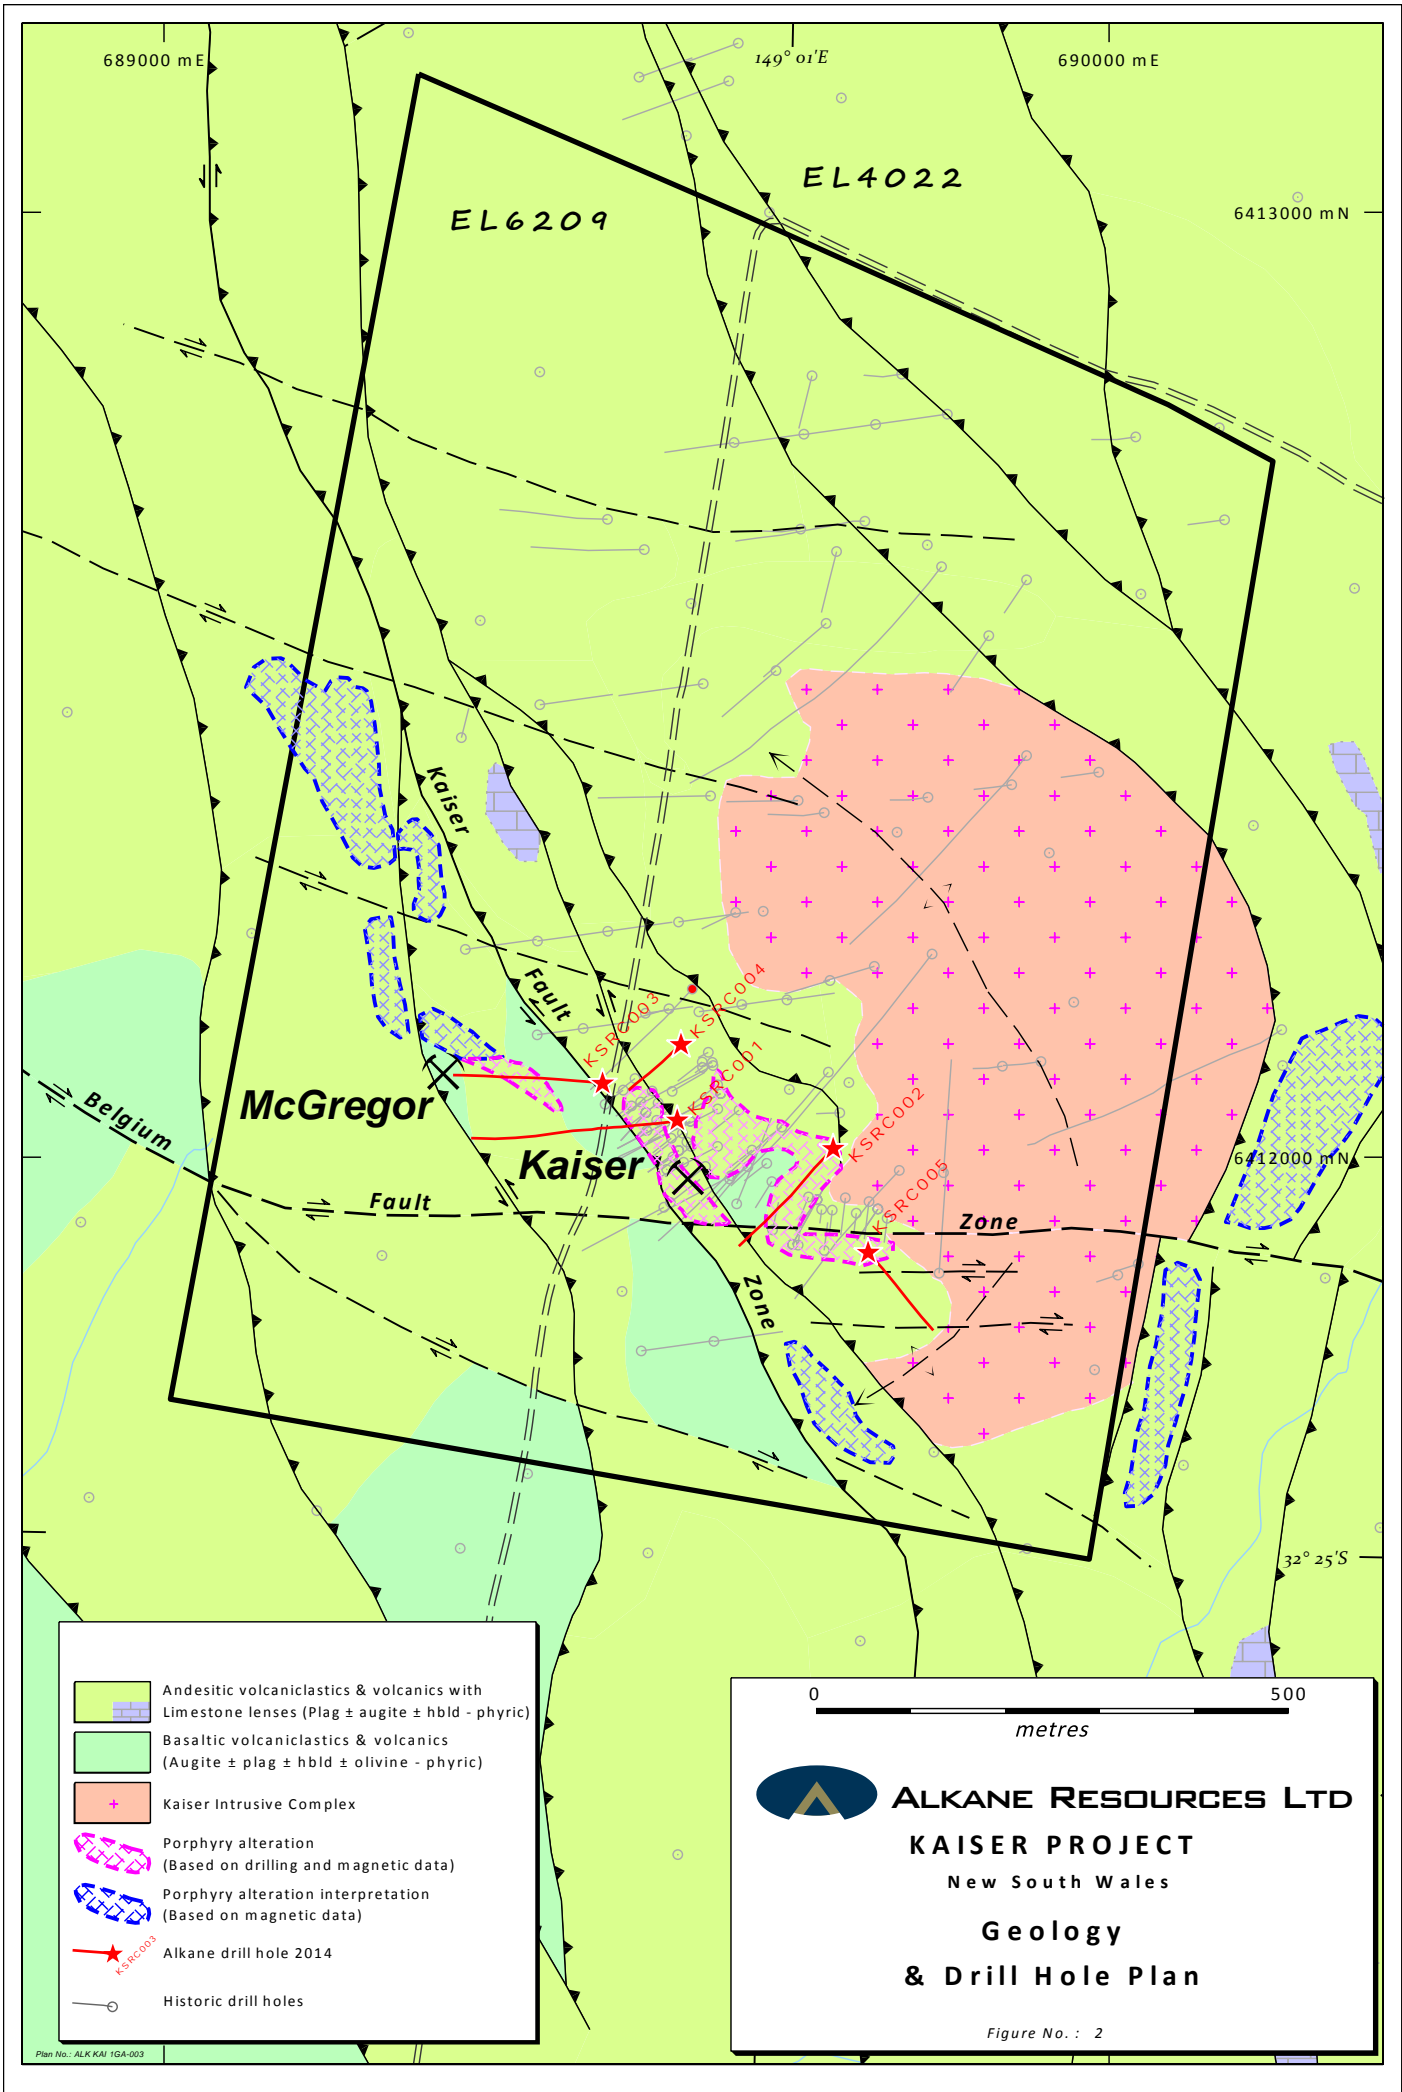 689000 mE
149° 01'E
690000 mE
EL4022
EL6209
6413000 mN
Kaiser
Fault
KSRC003
KSRC004
KSRC001
McGregor
Belgium
KSRC002
Kaiser
KSRC005
6412000 mN
Fault
Zone
Zone
32° 25'S
Andesitic volcaniclastics & volcanics with
Limestone lenses (Plag ± augite ± hbld - phyric)
Basaltic volcaniclastics & volcanics
(Augite ± plag ± hbld ± olivine - phyric)
Kaiser Intrusive Complex
Porphyry alteration
(Based on drilling and magnetic data)
Porphyry alteration interpretation
(Based on magnetic data)
KSRC003
Alkane drill hole 2014
Historic drill holes
Plan No.: ALK KAI 1GA-003
0 500
metres
ALKANE RESOURCES LTD
KAISER PROJECT
New South Wales
Geology
& Drill Hole Plan
Figure No. : 2